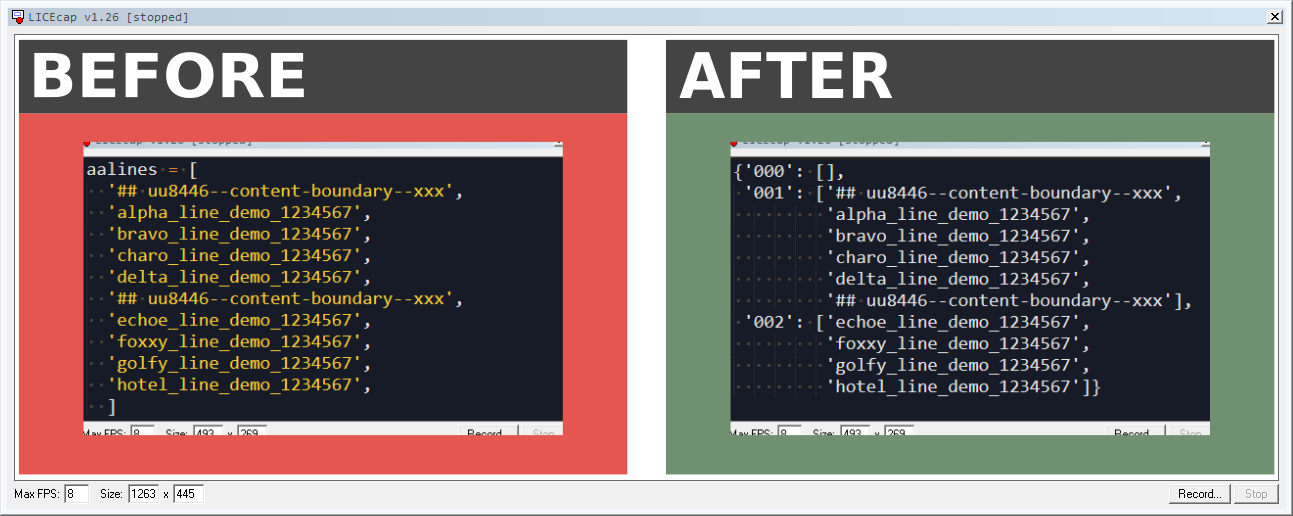 LICEcap v1.26 [stopped]
BEFORE
aalines = [
'## uu8446--content-boundary--xxx',
'alpha_line_demo_1234567',
'bravo_line_demo_1234567',
'charo_line_demo_1234567',
'delta_line_demo_1234567',
'## uu8446--content-boundary--xxx',
'echoe_line_demo_1234567',
'foxxy_line_demo_1234567',
'golfy_line_demo_1234567',
'hotel_line_demo_1234567',
]
Max FPS: 8 Size: 493 x 269 Record... Stop
AFTER
{'000': [],
'001': ['## uu8446--content-boundary--xxx',
'alpha_line_demo_1234567',
'bravo_line_demo_1234567',
'charo_line_demo_1234567',
'delta_line_demo_1234567',
'## uu8446--content-boundary--xxx'],
'002': ['echoe_line_demo_1234567',
'foxxy_line_demo_1234567',
'golfy_line_demo_1234567',
'hotel_line_demo_1234567']}
Max FPS: 8 Size: 493 x 269 Record... Stop
Max FPS: 8 Size: 1263 x 445 Record... Stop